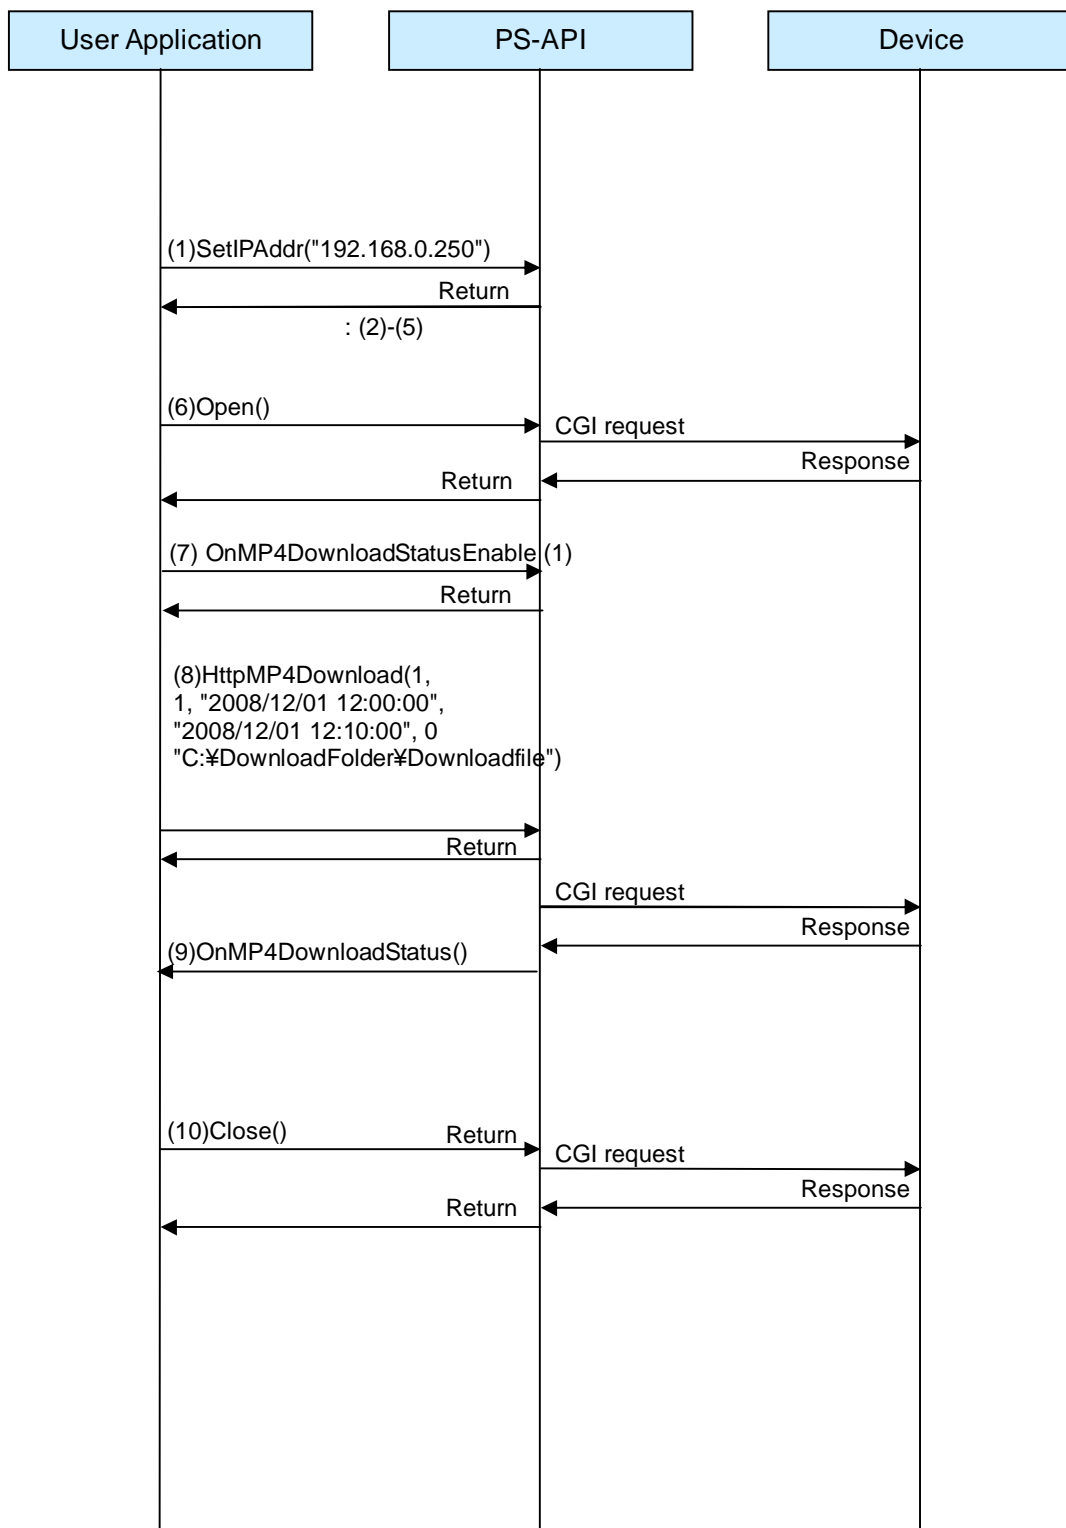 User Application
PS-API
Device
(1)SetIPAddr("192.168.0.250")
Return
: (2)-(5)
(6)Open()
CGI request
Response
Return
(7) OnMP4DownloadStatusEnable (1)
Return
(8)HttpMP4Download(1,
1, "2008/12/01 12:00:00",
"2008/12/01 12:10:00", 0
"C:¥DownloadFolder¥Downloadfile")
Return
CGI request
Response
(9)OnMP4DownloadStatus()
(10)Close()
Return
CGI request
Response
Return